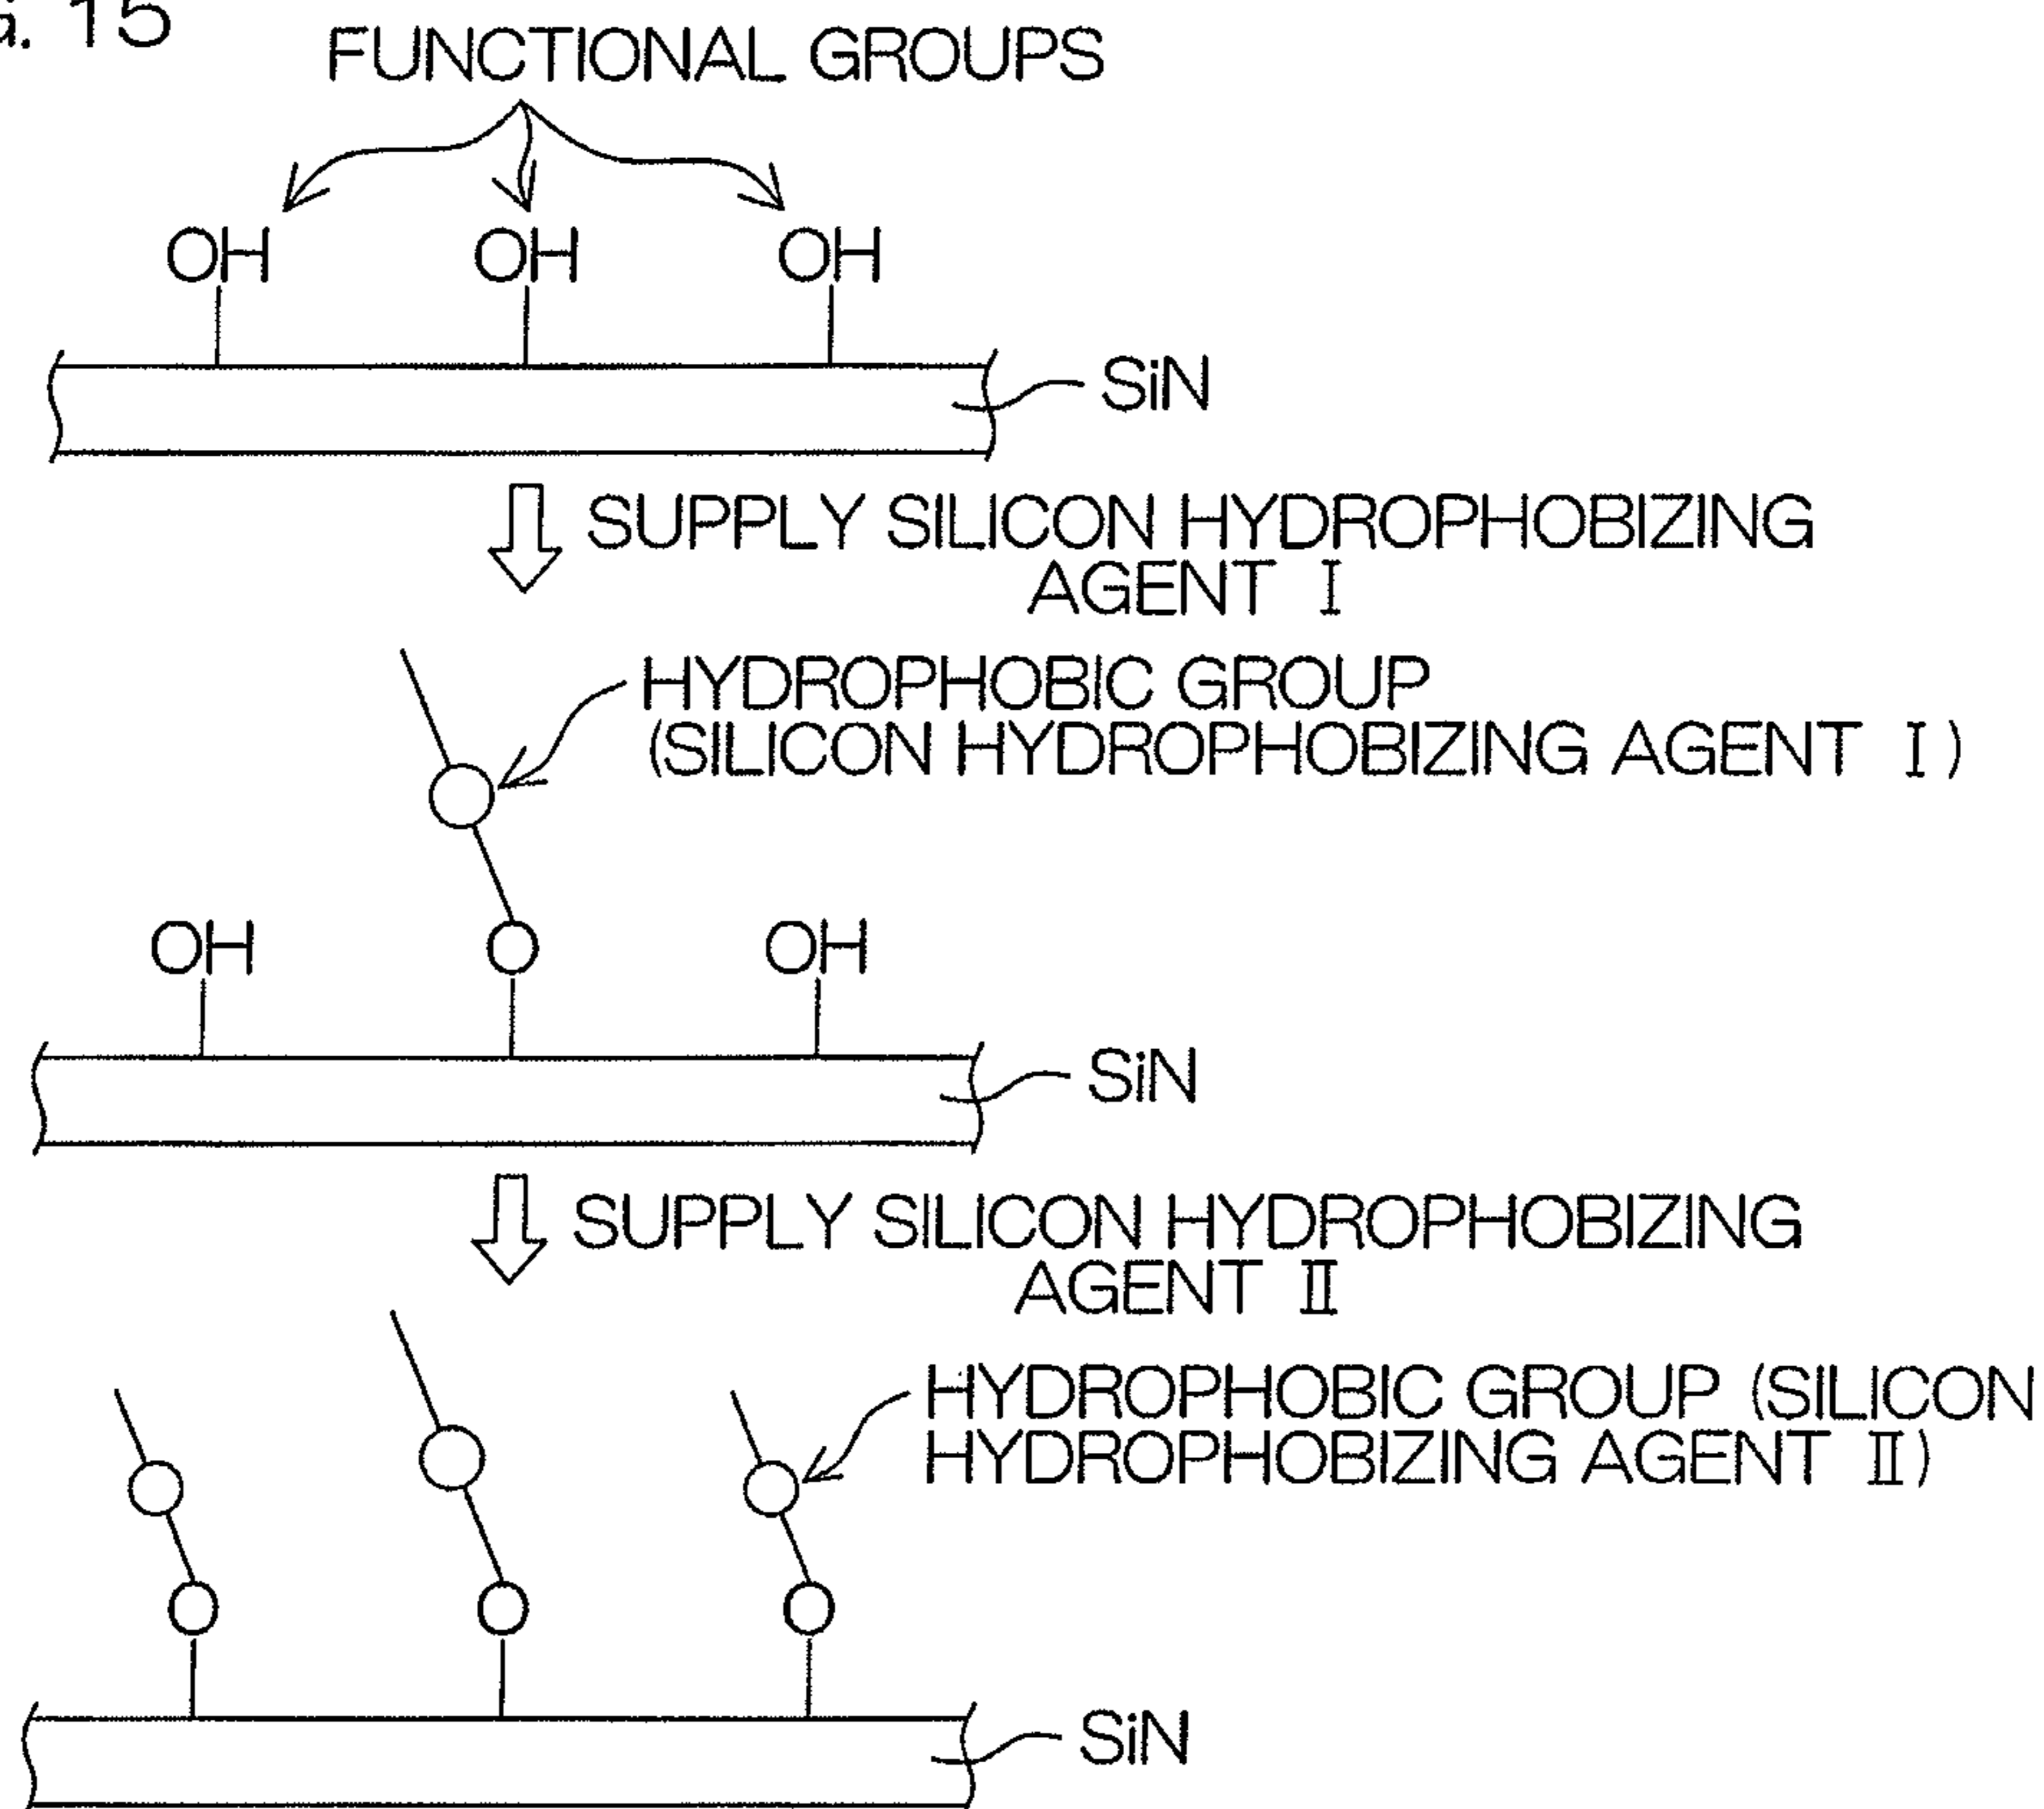 15
FUNCTIONAL GROUPS
OH OH OH
SiN
SUPPLY SILICON HYDROPHOBIZING
AGENT I
HYDROPHOBIC GROUP
(SILICON HYDROPHOBIZING AGENT I)
O
OH OH
SiN
SUPPLY SILICON HYDROPHOBIZING
AGENT II
HYDROPHOBIC GROUP (SILICON
HYDROPHOBIZING AGENT II)
O O O
SiN